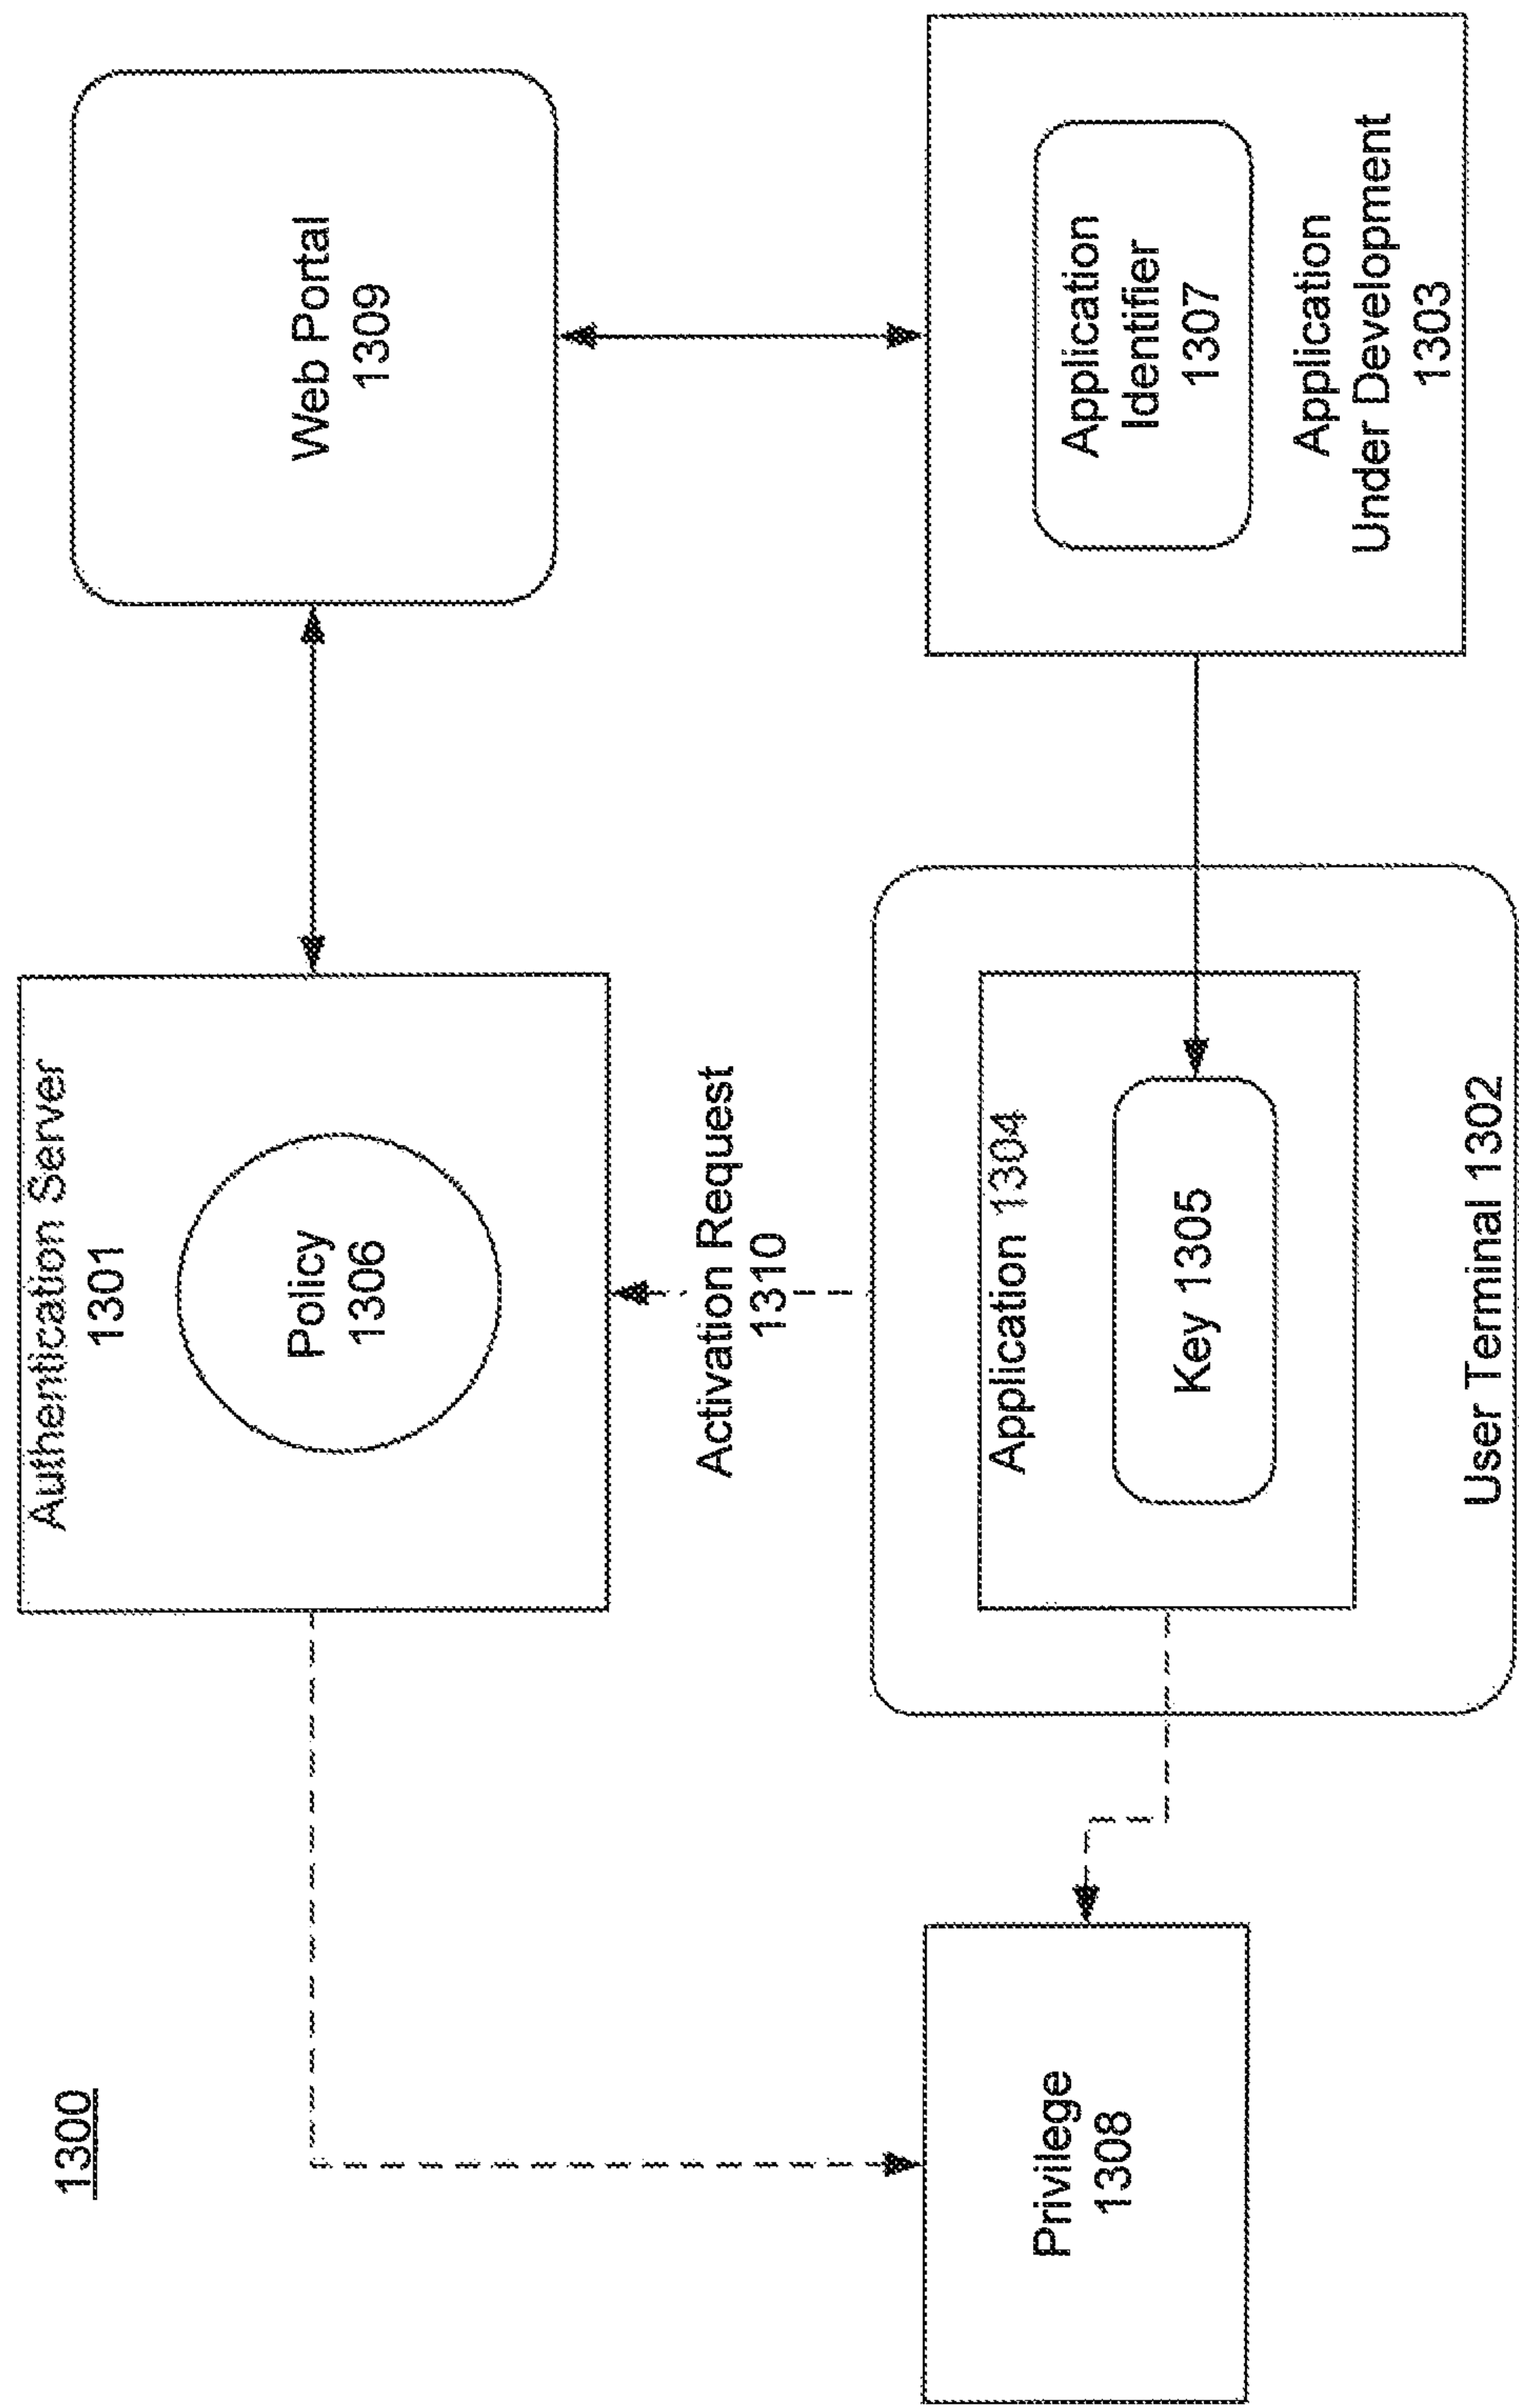 1300
Authentication Server
1301
Policy
1306
Web Portal
1309
Activation Request
1310
Privilege
1308
Application 1304
Key 1305
User Terminal 1302
Application
Identifier
1307
Application
Under Development
1303